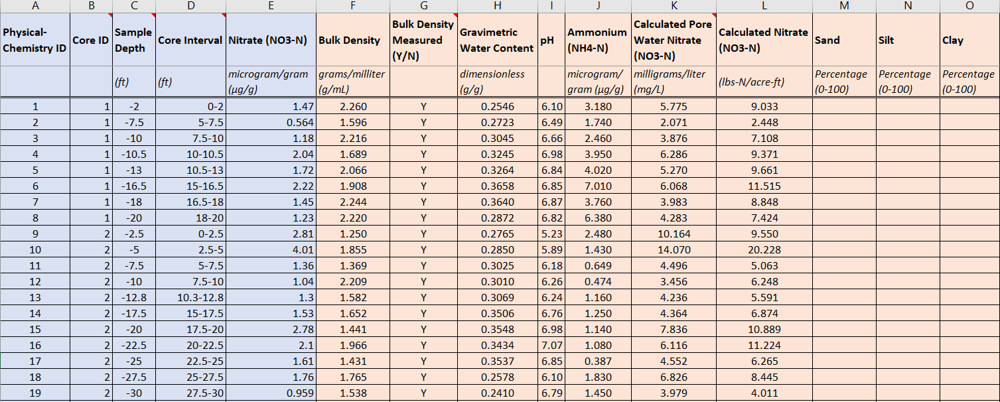 A B C D E F G H I J K L M N O
Physical-Chemistry ID Core ID Sample Depth Core Interval Nitrate (NO3-N) Bulk Density Bulk Density Measured (Y/N) Gravimetric Water Content pH Ammonium (NH4-N) Calculated Pore Water Nitrate (NO3-N) Calculated Nitrate (NO3-N) Sand Silt Clay
(ft) (ft) microgram/gram (µg/g) grams/milliter (g/mL) dimensionless (g/g) microgram/ gram (µg/g) milligrams/liter (mg/L) (lbs-N/acre-ft) Percentage (0-100) Percentage (0-100) Percentage (0-100)
1 1 -2 0-2 1.47 2.260 Y 0.2546 6.10 3.180 5.775 9.033
2 1 -7.5 5-7.5 0.564 1.596 Y 0.2723 6.49 1.740 2.071 2.448
3 1 -10 7.5-10 1.18 2.216 Y 0.3045 6.66 2.460 3.876 7.108
4 1 -10.5 10-10.5 2.04 1.689 Y 0.3245 6.98 3.950 6.286 9.371
5 1 -13 10.5-13 1.72 2.066 Y 0.3264 6.84 4.020 5.270 9.661
6 1 -16.5 15-16.5 2.22 1.908 Y 0.3658 6.85 7.010 6.068 11.515
7 1 -18 16.5-18 1.45 2.244 Y 0.3640 6.87 3.760 3.983 8.848
8 1 -20 18-20 1.23 2.220 Y 0.2872 6.82 6.380 4.283 7.424
9 2 -2.5 0-2.5 2.81 1.250 Y 0.2765 5.23 2.480 10.164 9.550
10 2 -5 2.5-5 4.01 1.855 Y 0.2850 5.89 1.430 14.070 20.228
11 2 -7.5 5-7.5 1.36 1.369 Y 0.3025 6.18 0.649 4.496 5.063
12 2 -10 7.5-10 1.04 2.209 Y 0.3010 6.26 0.474 3.456 6.248
13 2 -12.8 10.3-12.8 1.3 1.582 Y 0.3069 6.24 1.160 4.236 5.591
14 2 -17.5 15-17.5 1.53 1.652 Y 0.3506 6.76 1.250 4.364 6.874
15 2 -20 17.5-20 2.78 1.441 Y 0.3548 6.98 1.140 7.836 10.889
16 2 -22.5 20-22.5 2.1 1.966 Y 0.3434 7.07 1.080 6.116 11.224
17 2 -25 22.5-25 1.61 1.431 Y 0.3537 6.85 0.387 4.552 6.265
18 2 -27.5 25-27.5 1.76 1.765 Y 0.2578 6.10 1.830 6.826 8.445
19 2 -30 27.5-30 0.959 1.538 Y 0.2410 6.79 1.450 3.979 4.011